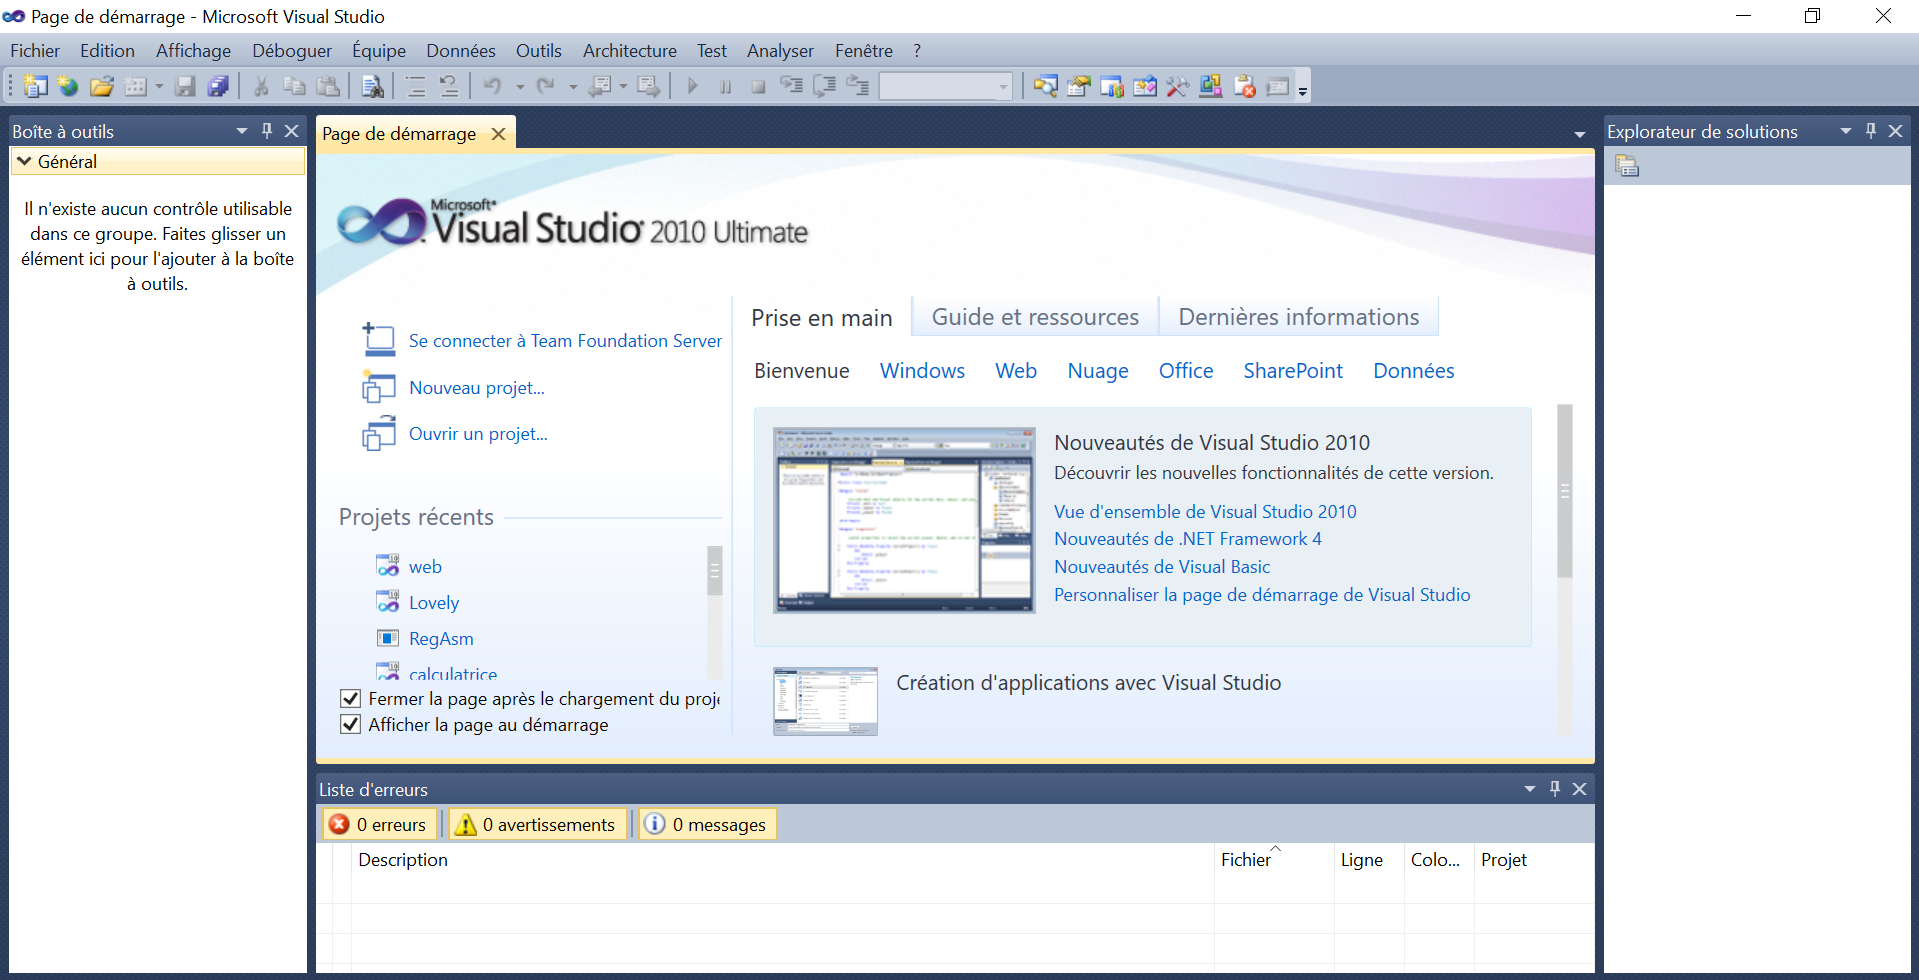 Page de démarrage - Microsoft Visual Studio
Fichier Edition Affichage Déboguer Équipe Données Outils Architecture Test Analyser Fenêtre ?
Boîte à outils
Général
Il n'existe aucun contrôle utilisable
dans ce groupe. Faites glisser un
élément ici pour l'ajouter à la boîte
à outils.
Page de démarrage
Microsoft
Visual Studio 2010 Ultimate
Se connecter à Team Foundation Server
Nouveau projet...
Ouvrir un projet...
Projets récents
web
Lovely
RegAsm
calculatrice
Fermer la page après le chargement du proje
Afficher la page au démarrage
Prise en main Guide et ressources Dernières informations
Bienvenue Windows Web Nuage Office SharePoint Données
Nouveautés de Visual Studio 2010
Découvrir les nouvelles fonctionnalités de cette version.
Vue d'ensemble de Visual Studio 2010
Nouveautés de .NET Framework 4
Nouveautés de Visual Basic
Personnaliser la page de démarrage de Visual Studio
Création d'applications avec Visual Studio
Explorateur de solutions
Liste d'erreurs
0 erreurs 0 avertissements 0 messages
Description Fichier Ligne Colo... Projet